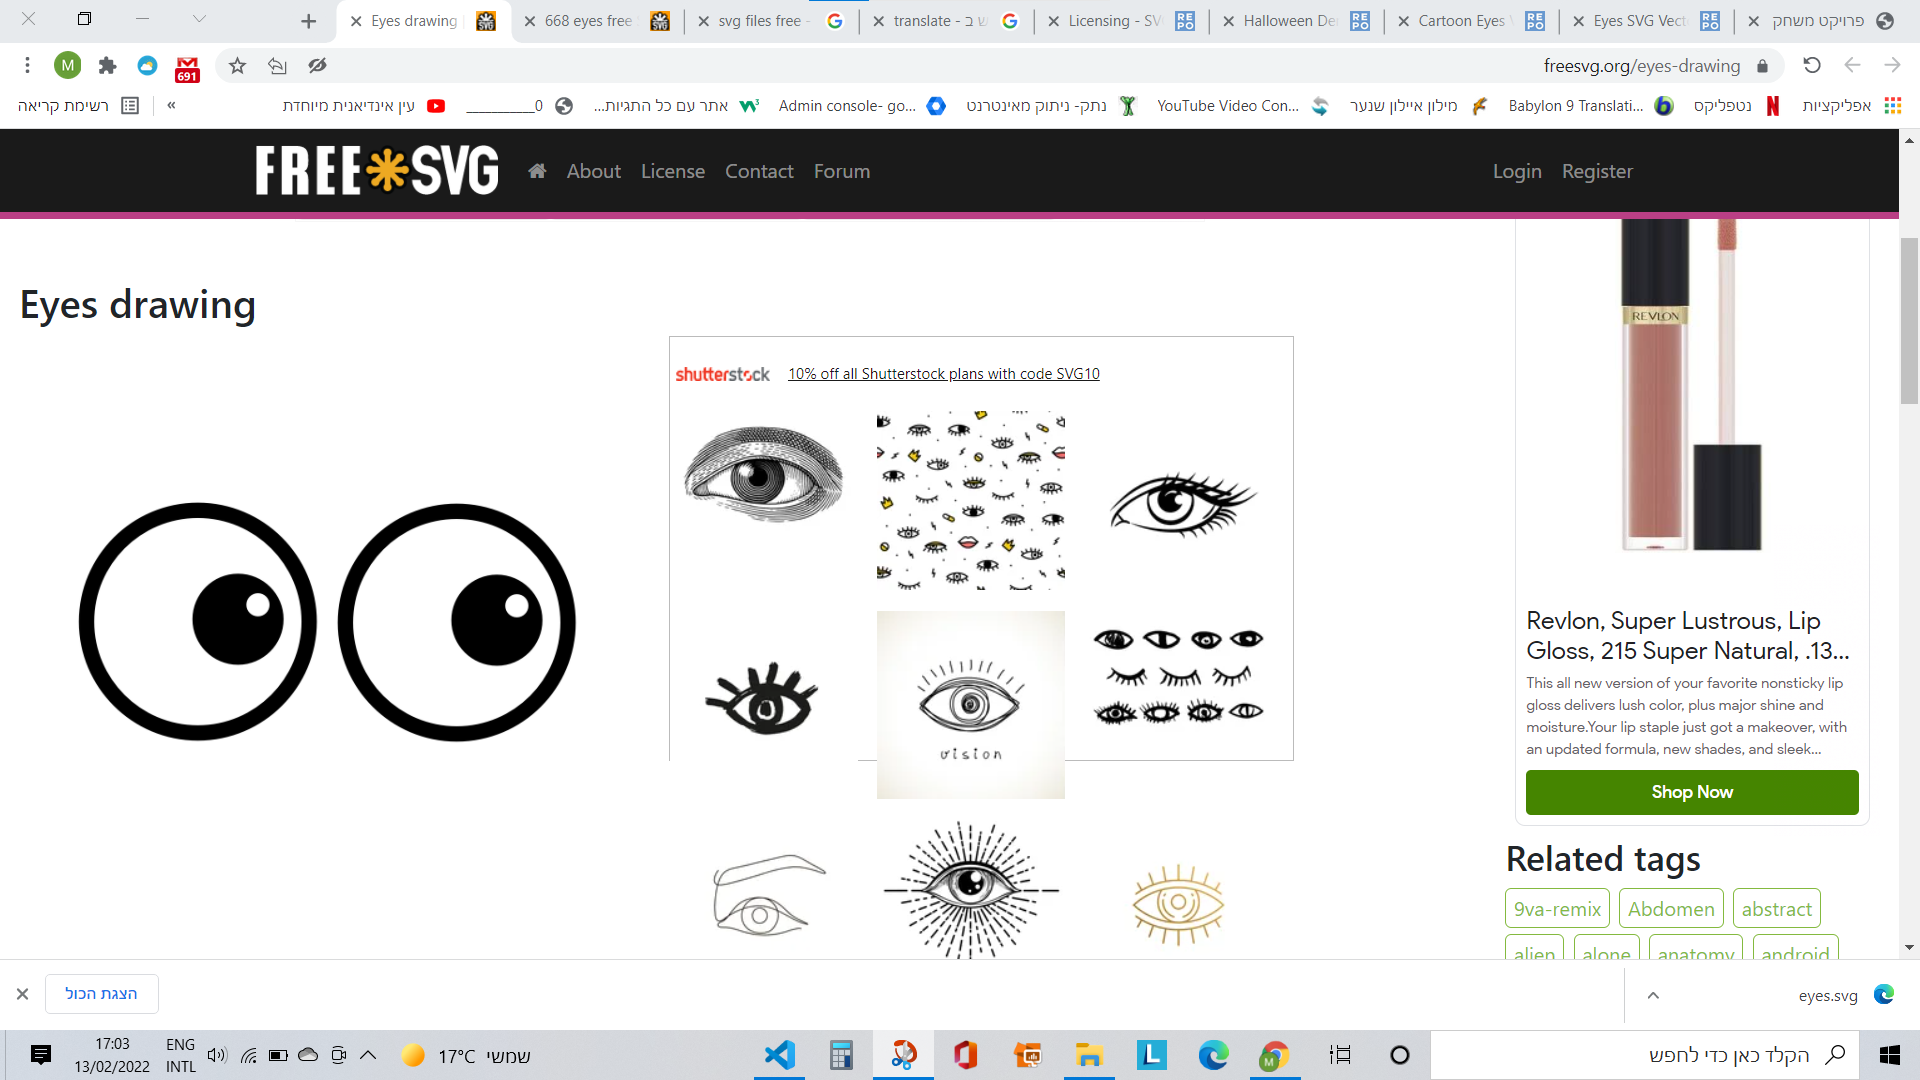 Eyes drawing
668 eyes free
svg files free -
translate - ש ב
Licensing - SV
Halloween De
Cartoon Eyes
Eyes SVG Vect
פרויקט משחק
M
691
freesvg.org/eyes-drawing
אפליקציות
נטפליקס
Babylon 9 Translati...
מילון איילון שנער
YouTube Video Con...
נתק- ניתוק מאינטרנט
Admin console- go...
אתר עם כל התגיות...
__________0
עין אינדיאנית מיוחדת
»
רשימת קריאה
FREE SVG
About
License
Contact
Forum
Login
Register
Eyes drawing
shutterstock
10% off all Shutterstock plans with code SVG10
vision
REVLON
Revlon, Super Lustrous, Lip
Gloss, 215 Super Natural, .13...
This all new version of your favorite nonsticky lip
gloss delivers lush color, plus major shine and
moisture.Your lip staple just got a makeover, with
an updated formula, new shades, and sleek...
Shop Now
Related tags
9va-remix
Abdomen
abstract
alien
alone
anatomy
android
הצגת הכול
eyes.svg
17:03
13/02/2022
ENG
INTL
17°C שמשי
הקלד כאן כדי לחפש